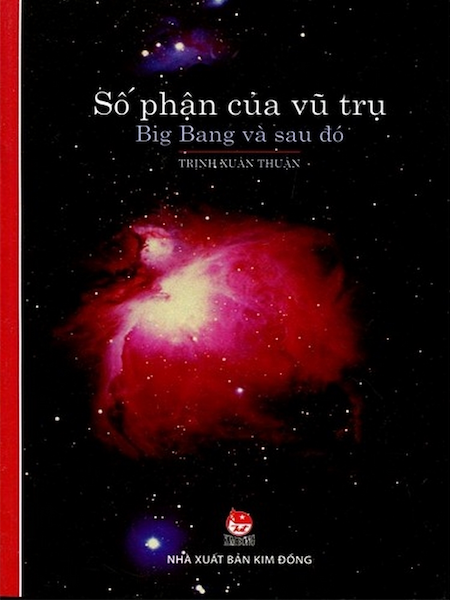 Số phận của vũ trụ
Big Bang và sau đó
TRỊNH XUÂN THUẬN
NHÀ XUẤT BẢN KIM ĐỒNG